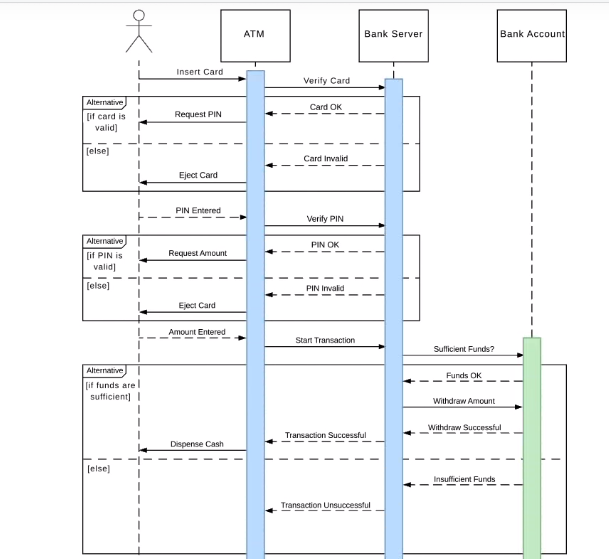 ATM
Bank Server
Bank Account
Insert Card
Verify Card
Alternative
[if card is
valid]
Card OK
Request PIN
[else]
Card Invalid
Eject Card
PIN Entered
Verify PIN
Alternative
[if PIN is
valid]
PIN OK
Request Amount
[else]
PIN Invalid
Eject Card
Amount Entered
Start Transaction
Sufficient Funds?
Alternative
[if funds are
sufficient]
Funds OK
Withdraw Amount
Withdraw Successful
Transaction Successful
Dispense Cash
[else]
Insufficient Funds
Transaction Unsuccessful